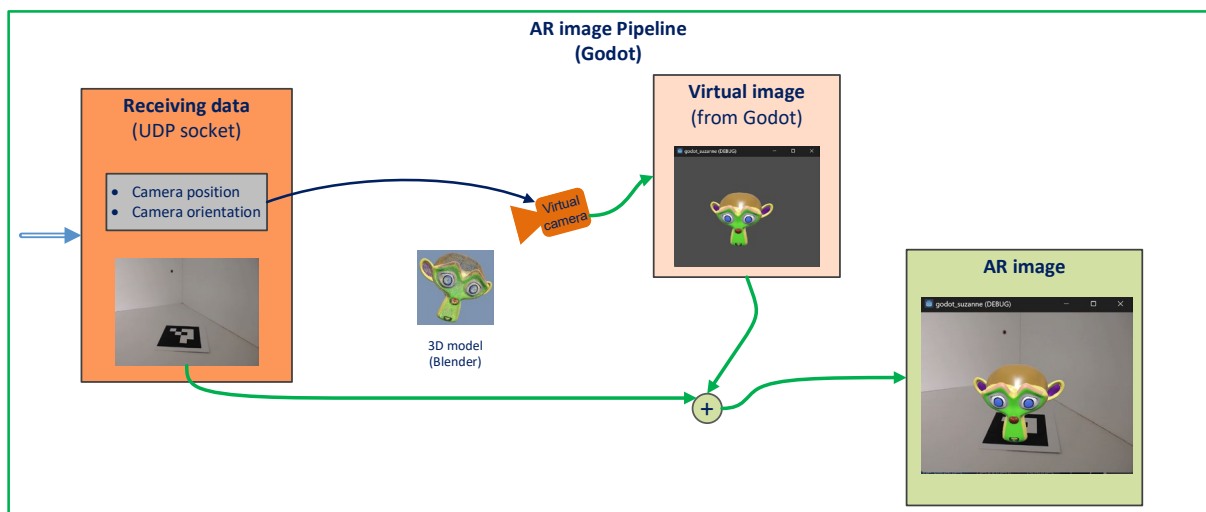 AR image Pipeline
(Godot)
Receiving data
(UDP socket)
• Camera position
• Camera orientation
Virtual
camera
3D model
(Blender)
Virtual image
(from Godot)
godot_suzanne (DEBUG)
+
AR image
godot_suzanne (DEBUG)